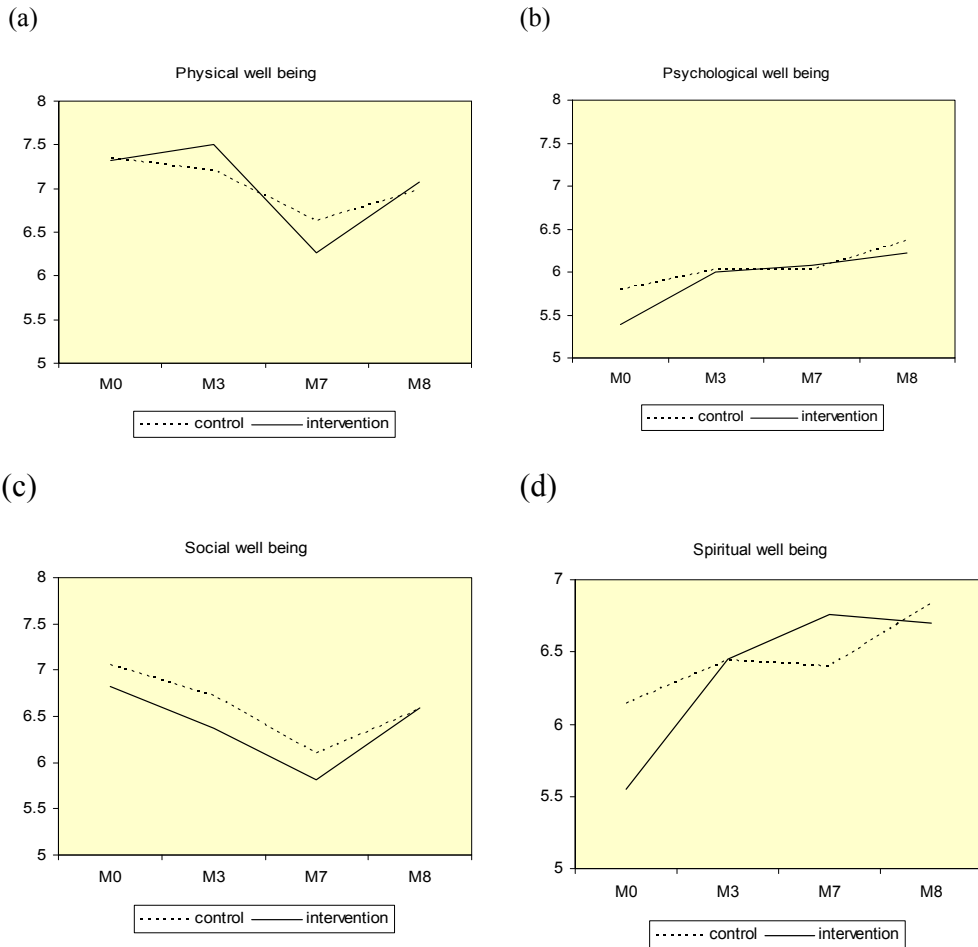 (a)
Physical well being
8
7.5
7
6.5
6
5.5
5
M0 M3 M7 M8
control intervention
(b)
Psychological well being
8
7.5
7
6.5
6
5.5
5
M0 M3 M7 M8
control intervention
(c)
Social well being
8
7.5
7
6.5
6
5.5
5
M0 M3 M7 M8
control intervention
(d)
Spiritual well being
7
6.5
6
5.5
5
M0 M3 M7 M8
control intervention